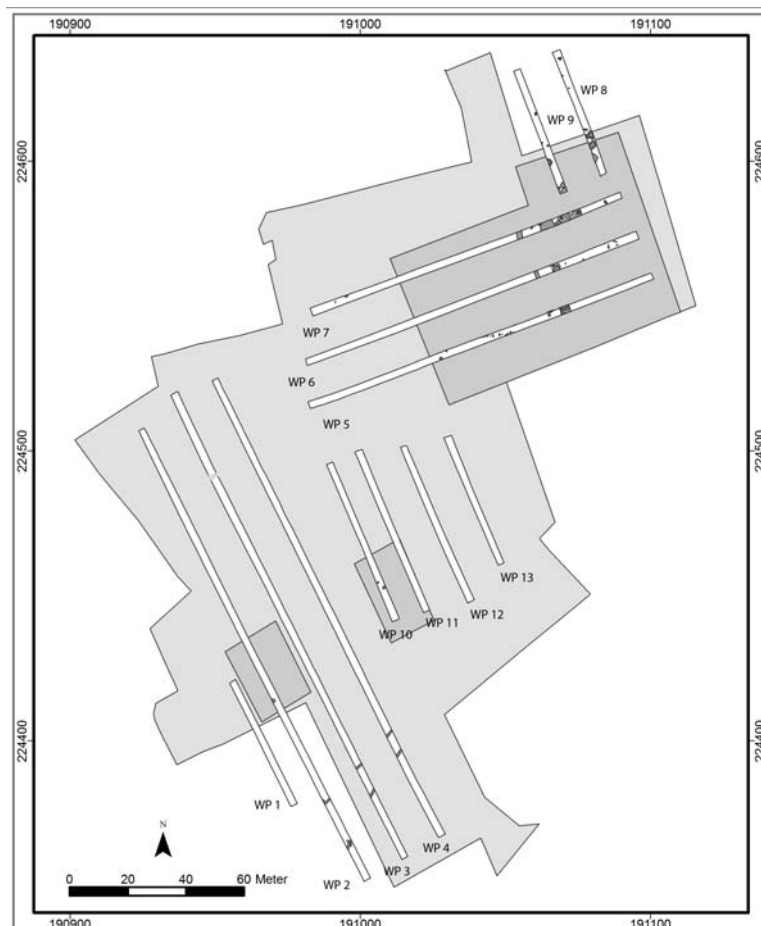 190900 191000 191100
WP 8
WP 9
224600 224600
WP 7
WP 6
WP 5
224500 224500
WP 13
WP 12
WP 11
WP 10
224400 224400
WP 1
WP 4
WP 3
WP 2
N
0 20 40 60 Meter
190900 191000 191100